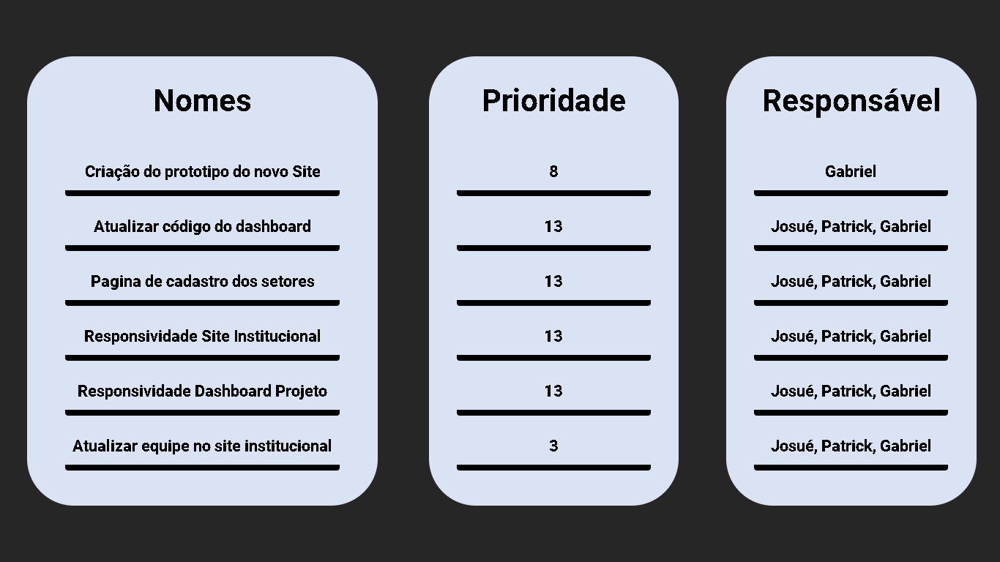 Nomes
Prioridade
Responsável
Criação do prototipo do novo Site
8
Gabriel
Atualizar código do dashboard
13
Josué, Patrick, Gabriel
Pagina de cadastro dos setores
13
Josué, Patrick, Gabriel
Responsividade Site Institucional
13
Josué, Patrick, Gabriel
Responsividade Dashboard Projeto
13
Josué, Patrick, Gabriel
Atualizar equipe no site institucional
3
Josué, Patrick, Gabriel